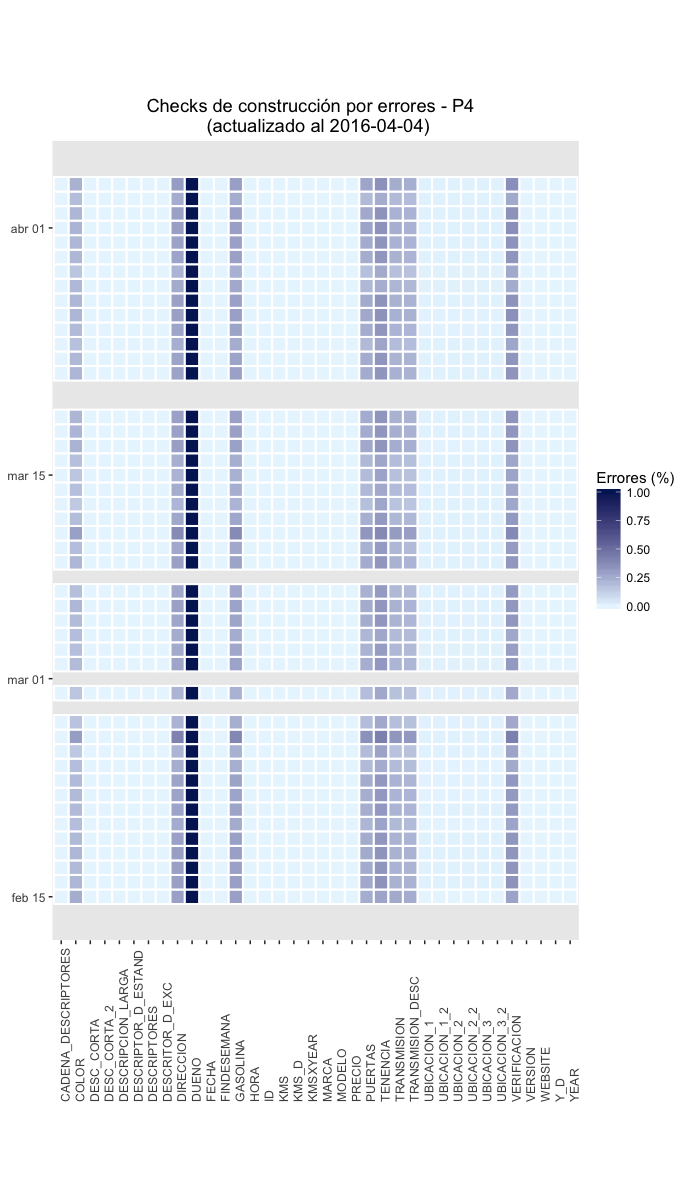 Checks de construcción por errores - P4
(actualizado al 2016-04-04)
abr 01
mar 15
mar 01
feb 15
Errores (%)
1.00
0.75
0.50
0.25
0.00
CADENA_DESCRIPTORES
COLOR
DESC_CORTA
DESC_CORTA_2
DESCRIPCION_LARGA
DESCRIPTOR_D_ESTAND
DESCRIPTORES
DESCRITOR_D_EXC
DIRECCION
DUENO
FECHA
FINDESEMANA
GASOLINA
HORA
ID
KMS
KMS_D
KMSXYEAR
MARCA
MODELO
PRECIO
PUERTAS
TENENCIA
TRANSMISION
TRANSMISION_DESC
UBICACION_1
UBICACION_1_2
UBICACION_2
UBICACION_2_2
UBICACION_3
UBICACION_3_2
VERIFICACION
VERSION
WEBSITE
Y_D
YEAR